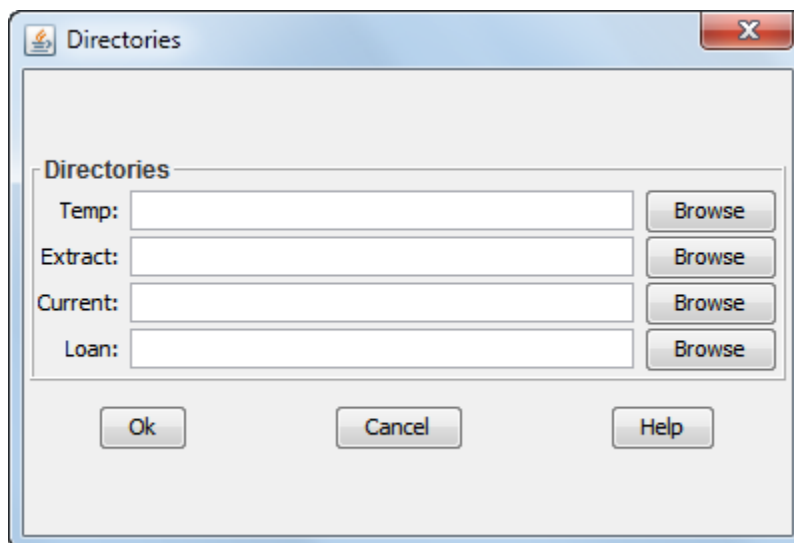 Directories
Directories
Temp: Browse
Extract: Browse
Current: Browse
Loan: Browse
Ok Cancel Help